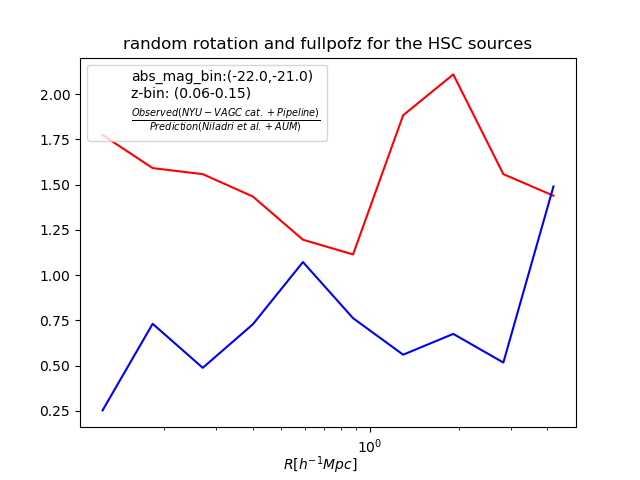 random rotation and fullpofz for the HSC sources
abs_mag_bin:(-22.0,-21.0)
z-bin: (0.06-0.15)
Observed(NYU − VAGC cat. + Pipeline)
Prediction(Niladri et al. + AUM)
2.00
1.75
1.50
1.25
1.00
0.75
0.50
0.25
10⁰
R[h⁻¹Mpc]